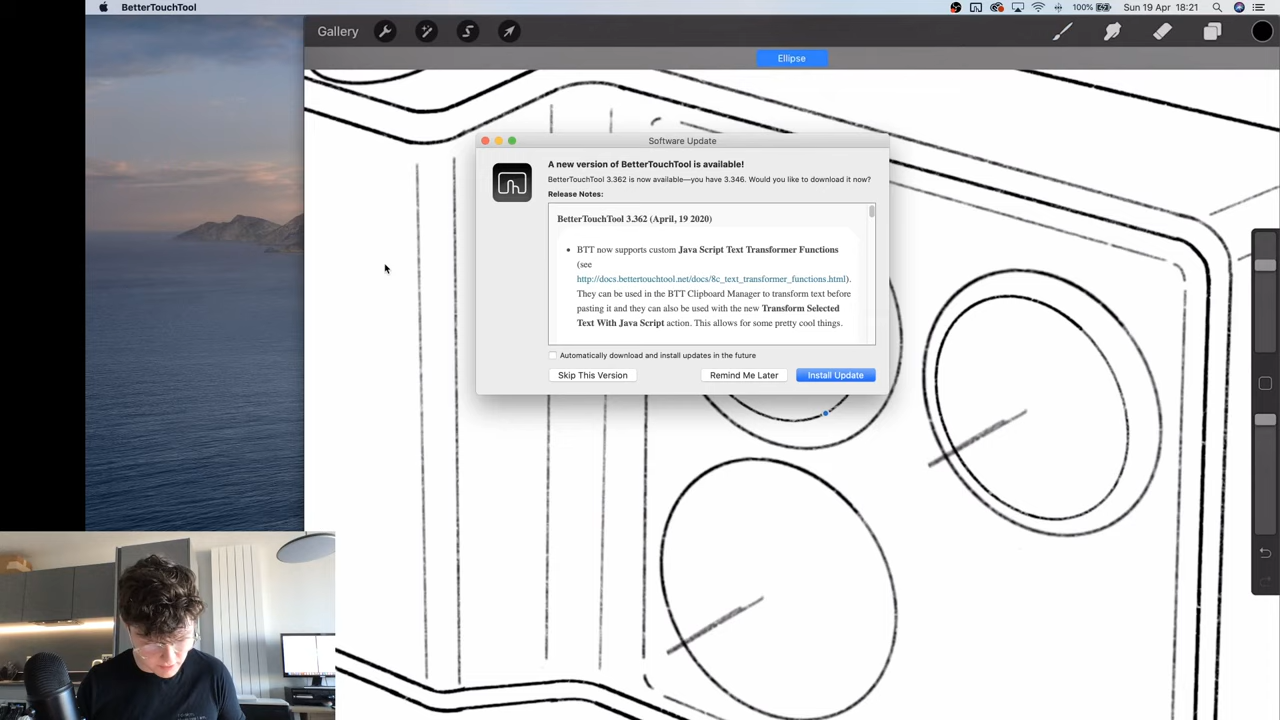 BetterTouchTool
100%
Sun 19 Apr 18:21
Gallery
Ellipse
Software Update
A new version of BetterTouchTool is available!
BetterTouchTool 3.362 is now available—you have 3.346. Would you like to download it now?
Release Notes:
BetterTouchTool 3.362 (April, 19 2020)
• BTT now supports custom Java Script Text Transformer Functions
(see
http://docs.bettertouchtool.net/docs/8c_text_transformer_functions.html).
They can be used in the BTT Clipboard Manager to transform text before
pasting it and they can also be used with the new Transform Selected
Text With Java Script action. This allows for some pretty cool things.
Automatically download and install updates in the future
Skip This Version
Remind Me Later
Install Update